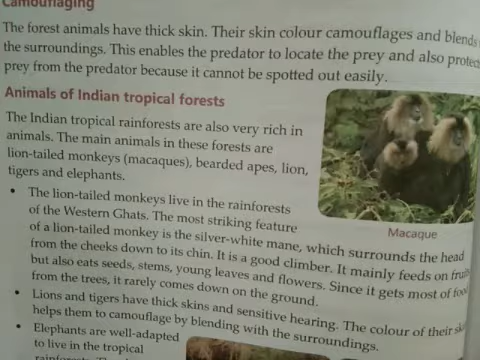 Camouflaging
The forest animals have thick skin. Their skin colour camouflages and blends
the surroundings. This enables the predator to locate the prey and also protects
prey from the predator because it cannot be spotted out easily.
Animals of Indian tropical forests
The Indian tropical rainforests are also very rich in
animals. The main animals in these forests are
lion-tailed monkeys (macaques), bearded apes, lion,
tigers and elephants.
• The lion-tailed monkeys live in the rainforests
of the Western Ghats. The most striking feature
of a lion-tailed monkey is the silver-white mane, which surrounds the head
from the cheeks down to its chin. It is a good climber. It mainly feeds on fruits
but also eats seeds, stems, young leaves and flowers. Since it gets most of food
from the trees, it rarely comes down on the ground.
• Lions and tigers have thick skins and sensitive hearing. The colour of their skin
helps them to camouflage by blending with the surroundings.
• Elephants are well-adapted
to live in the tropical
Macaque